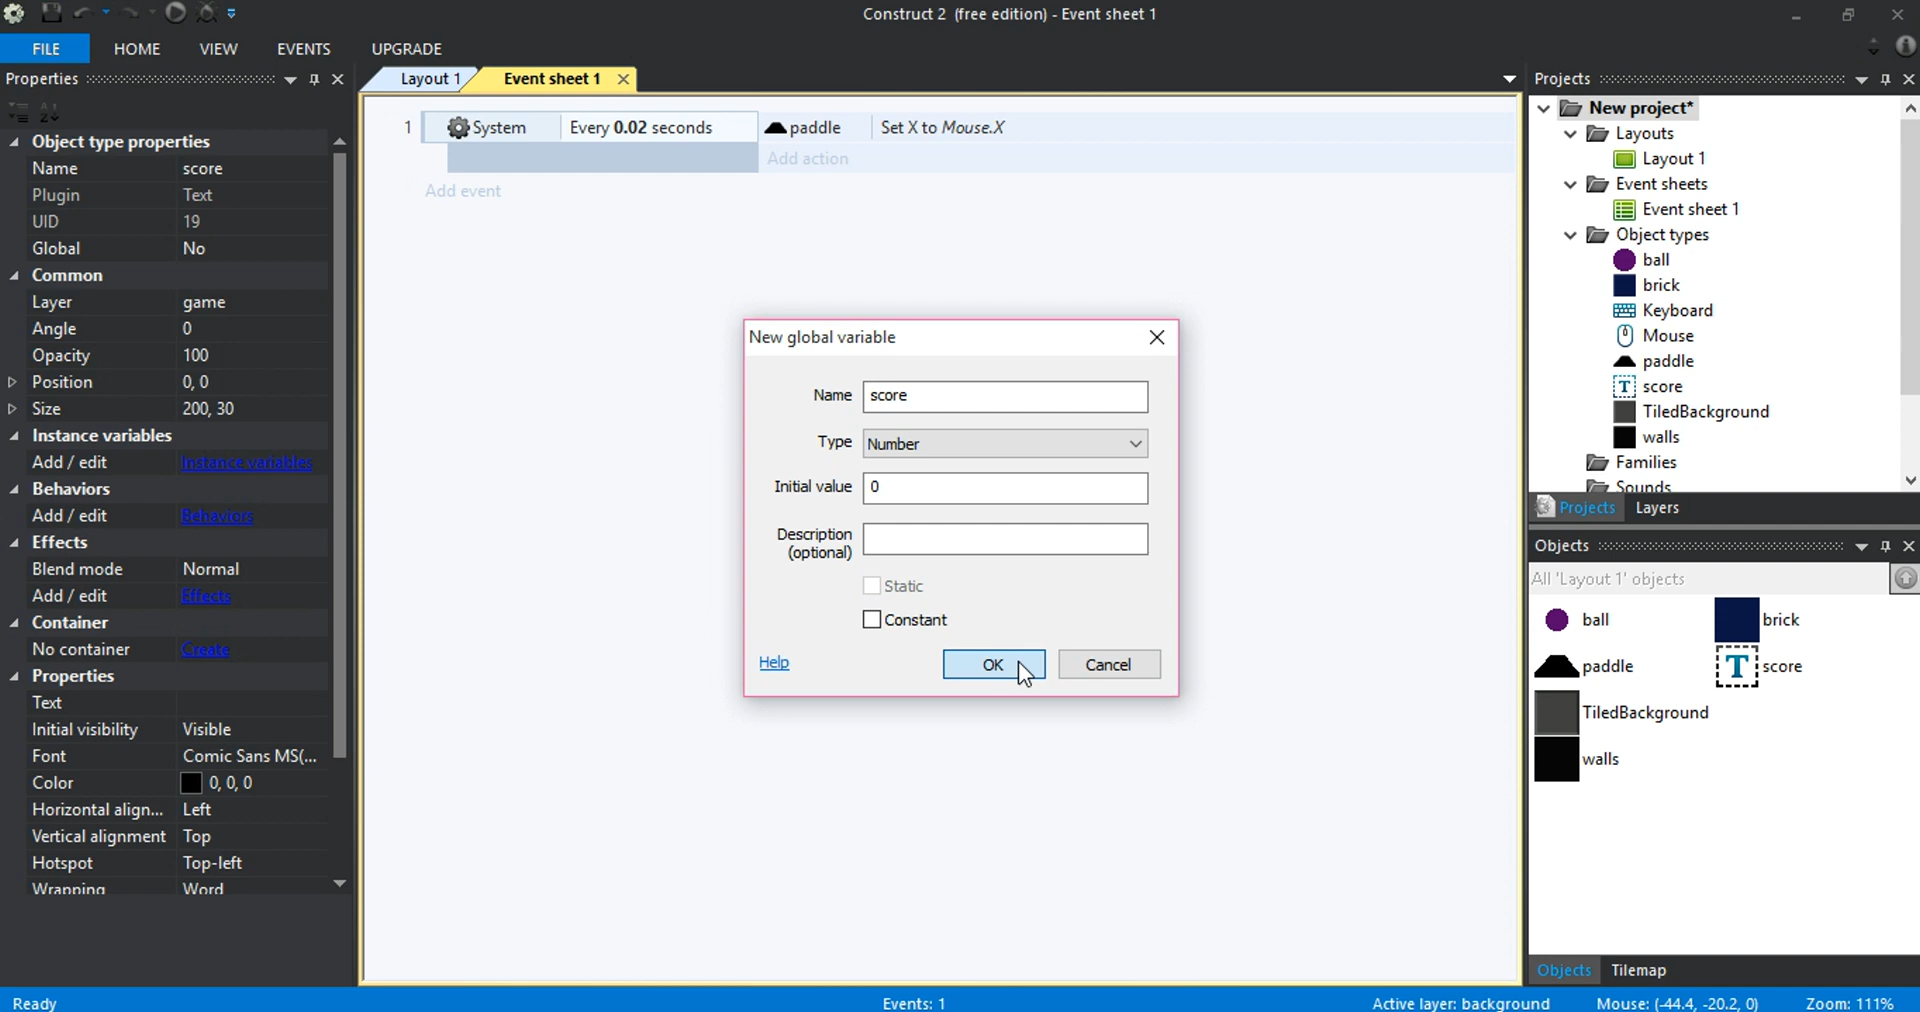 Construct 2 (free edition) - Event sheet 1
FILE HOME VIEW EVENTS UPGRADE
Properties
Object type properties
Name score
Plugin Text
UID 19
Global No
Common
Layer game
Angle 0
Opacity 100
Position 0, 0
Size 200, 30
Instance variables
Add / edit Instance variables
Behaviors
Add / edit Behaviors
Effects
Blend mode Normal
Add / edit Effects
Container
No container Create
Properties
Text
Initial visibility Visible
Font Comic Sans MS(...
Color 0, 0, 0
Horizontal align... Left
Vertical alignment Top
Hotspot Top-left
Wrapping Word
Layout 1 Event sheet 1
1 System Every 0.02 seconds paddle Set X to Mouse.X
Add action
Add event
New global variable
Name score
Type Number
Initial value 0
Description
(optional)
Static
Constant
Help OK Cancel
Projects
New project*
Layouts
Layout 1
Event sheets
Event sheet 1
Object types
ball
brick
Keyboard
Mouse
paddle
T score
TiledBackground
walls
Families
Sounds
Projects Layers
Objects
All 'Layout 1' objects
ball brick
paddle T score
TiledBackground
walls
Objects Tilemap
Ready Events: 1 Active layer: background Mouse: (-44.4, -20.2, 0) Zoom: 111%